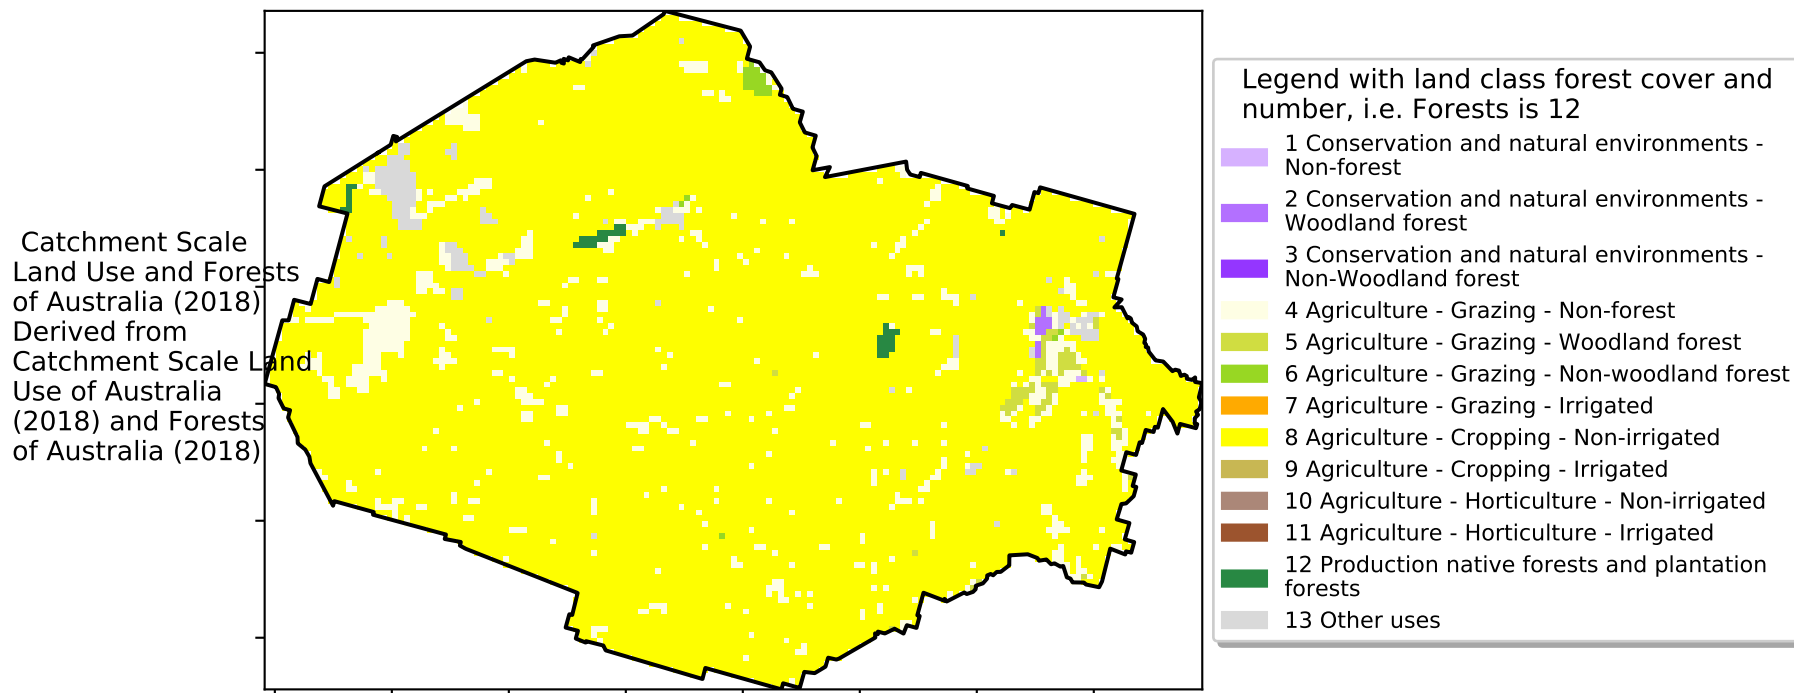 Catchment Scale
Land Use and Forests
of Australia (2018)
Derived from
Catchment Scale Land
Use of Australia
(2018) and Forests
of Australia (2018)
Legend with land class forest cover and
number, i.e. Forests is 12
1 Conservation and natural environments -
Non-forest
2 Conservation and natural environments -
Woodland forest
3 Conservation and natural environments -
Non-Woodland forest
4 Agriculture - Grazing - Non-forest
5 Agriculture - Grazing - Woodland forest
6 Agriculture - Grazing - Non-woodland forest
7 Agriculture - Grazing - Irrigated
8 Agriculture - Cropping - Non-irrigated
9 Agriculture - Cropping - Irrigated
10 Agriculture - Horticulture - Non-irrigated
11 Agriculture - Horticulture - Irrigated
12 Production native forests and plantation
forests
13 Other uses